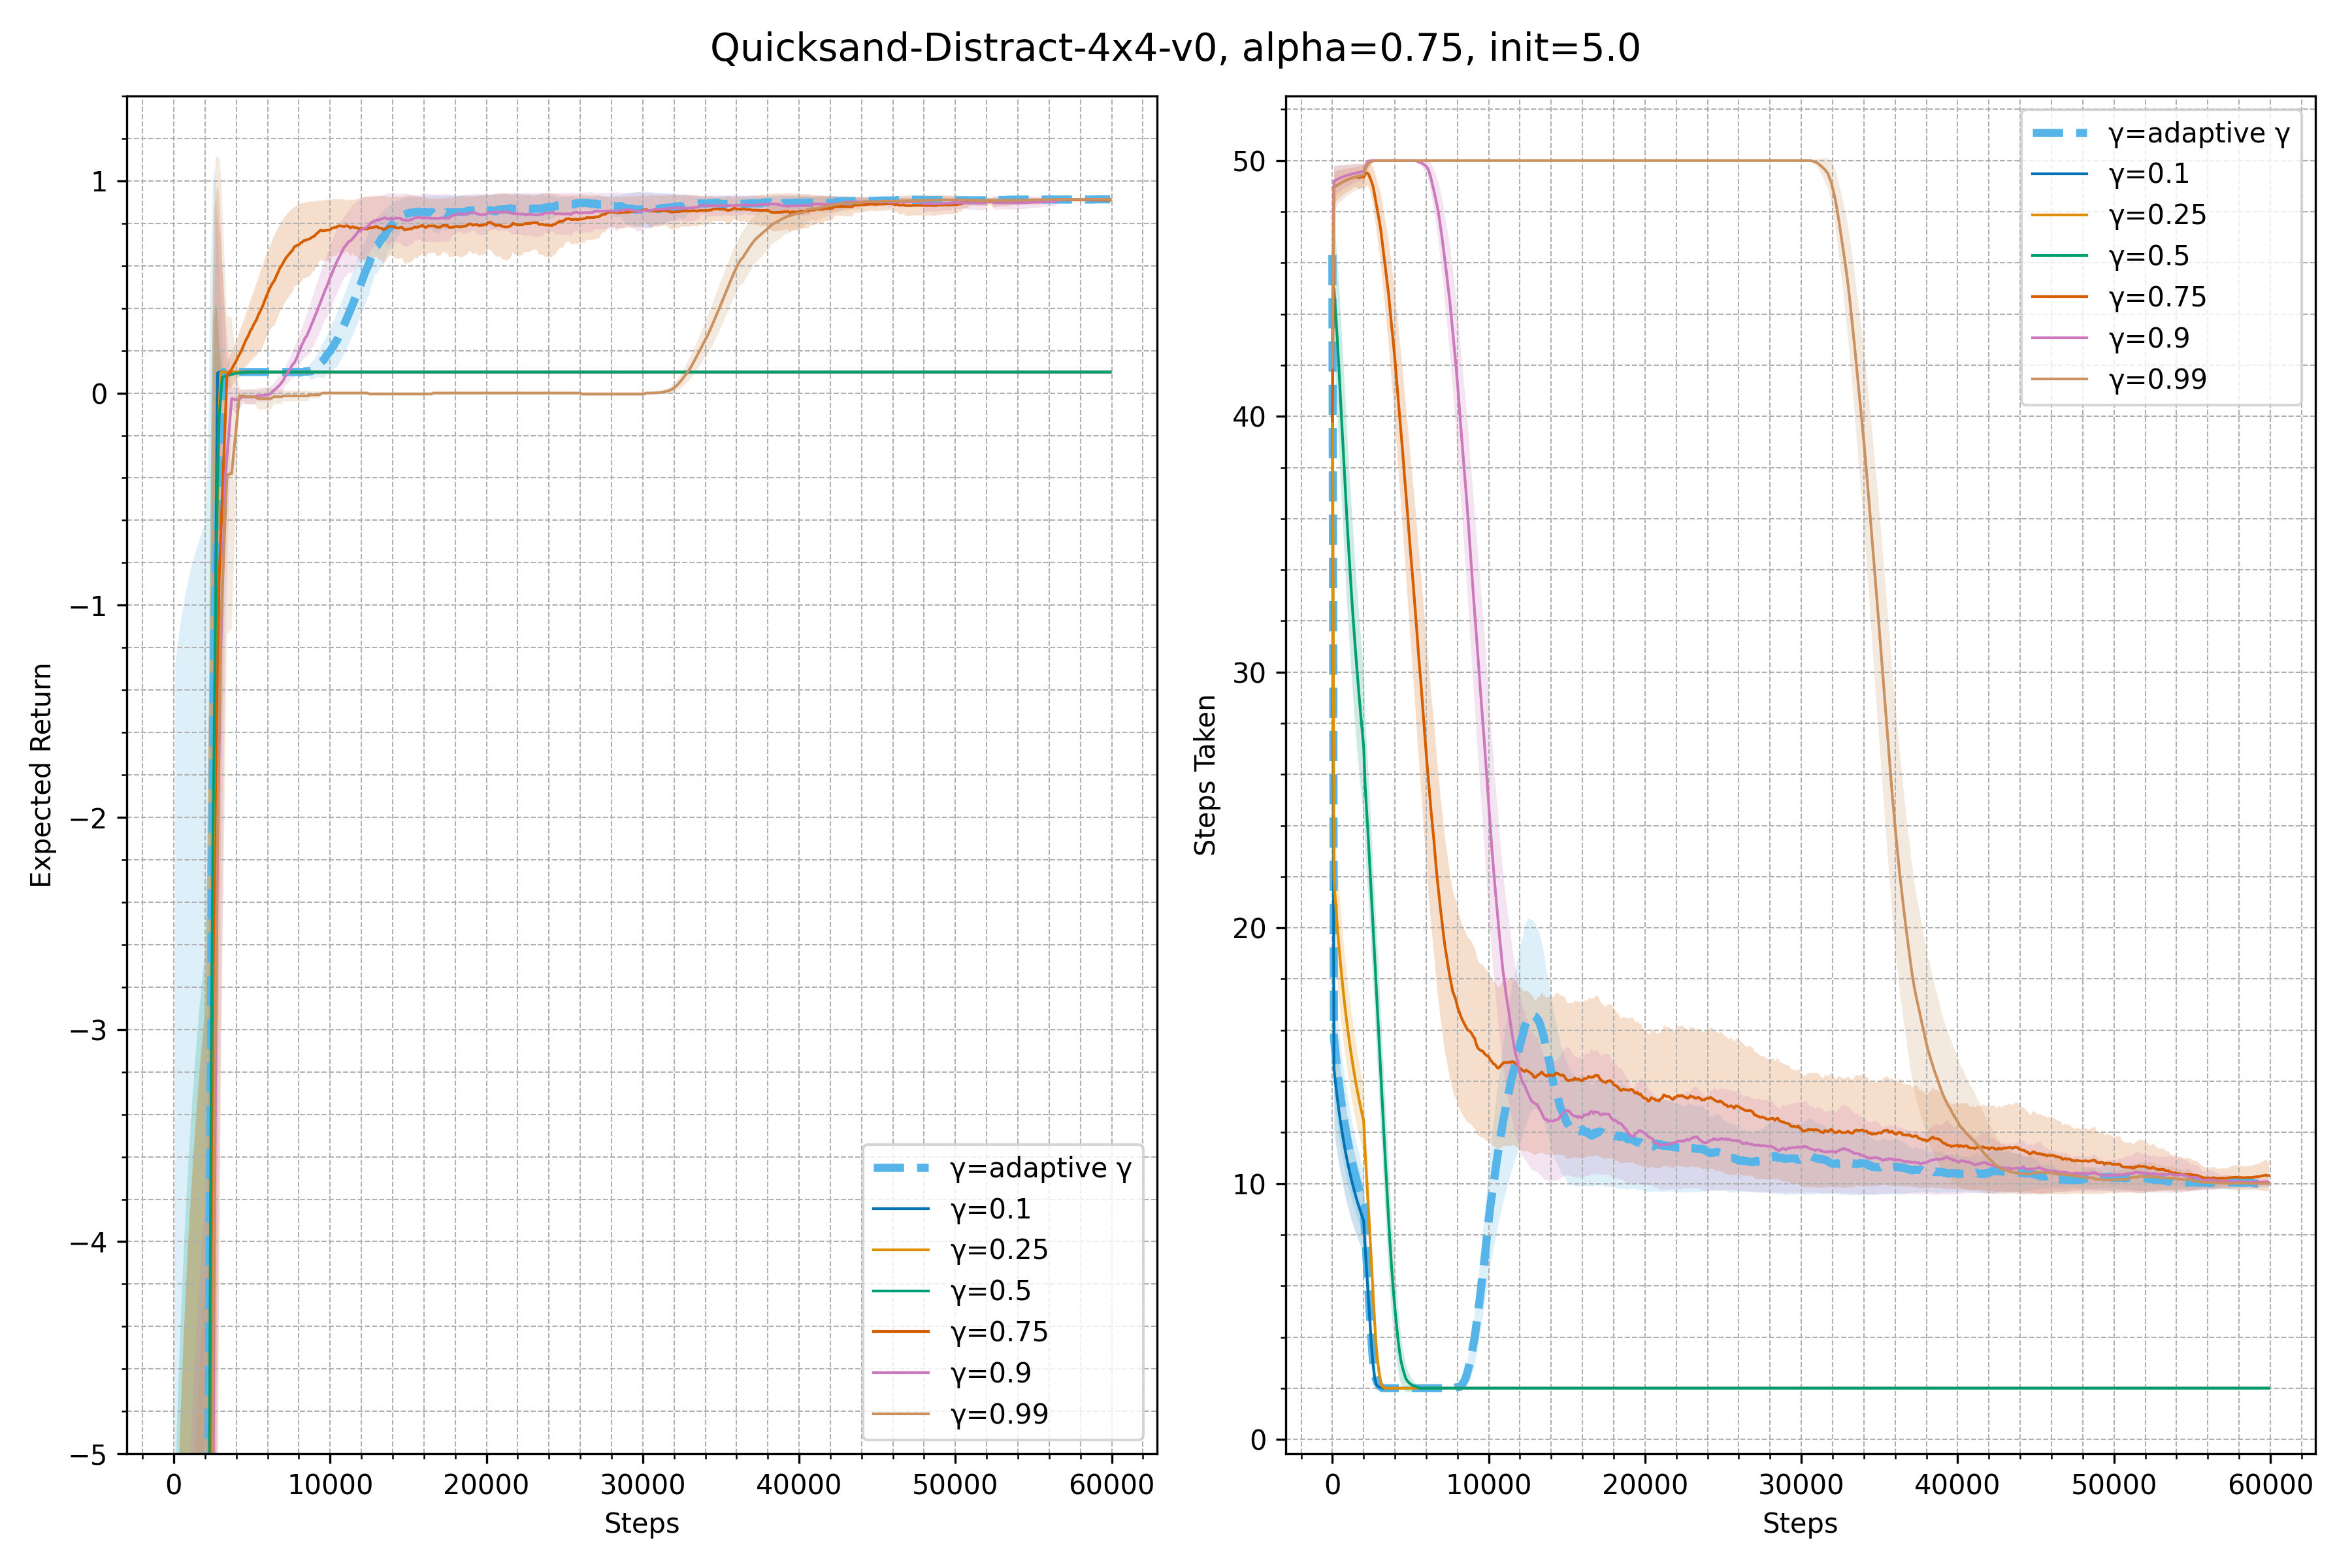 Quicksand-Distract-4x4-v0, alpha=0.75, init=5.0
Expected Return
1
0
−1
−2
−3
−4
−5
0 10000 20000 30000 40000 50000 60000
Steps
γ=adaptive γ
γ=0.1
γ=0.25
γ=0.5
γ=0.75
γ=0.9
γ=0.99
Steps Taken
50
40
30
20
10
0
0 10000 20000 30000 40000 50000 60000
Steps
γ=adaptive γ
γ=0.1
γ=0.25
γ=0.5
γ=0.75
γ=0.9
γ=0.99